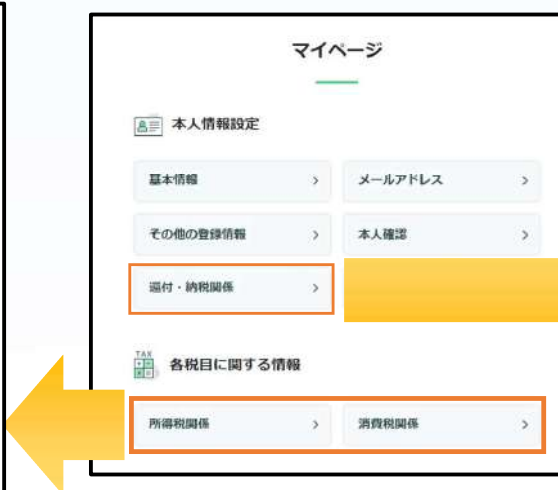 マイページ
本人情報設定
基本情報 >
メールアドレス >
その他の登録情報 >
本人確認 >
還付・納税関係 >
TAX
各税目に関する情報
所得税関係 >
消費税関係 >